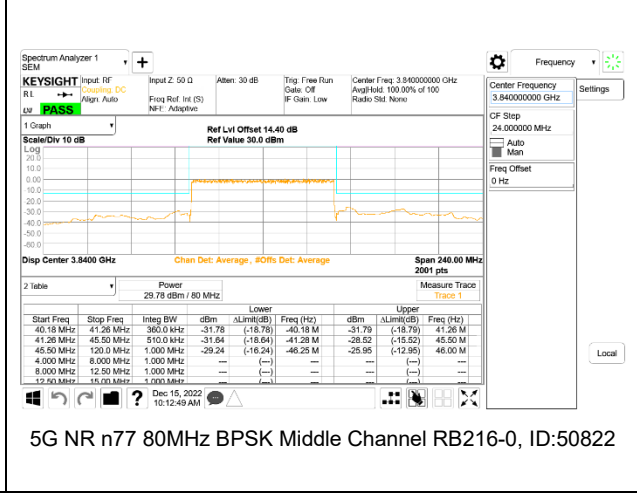 Spectrum Analyzer 1
SEM
+
Frequency
KEYSIGHT
Input: RF
Coupling: DC
Align: Auto
Input Z: 50 Ω
Freq Ref: Int (S)
NFE: Adaptive
Atten: 30 dB
Trig: Free Run
Gate: Off
IF Gain: Low
Center Freq: 3.840000000 GHz
Avg|Hold: 100.00% of 100
Radio Std: None
RL
PASS
Center Frequency
3.840000000 GHz
Settings
CF Step
24.000000 MHz
Auto
Man
Freq Offset
0 Hz
Local
1 Graph
Scale/Div 10 dB
Ref Lvl Offset 14.40 dB
Ref Value 30.0 dBm
Log
20.0
10.0
0.00
-10.0
-20.0
-30.0
-40.0
-50.0
-60.0
Disp Center 3.8400 GHz
Chan Det: Average, #Offs Det: Average
Span 240.00 MHz
2001 pts
2 Table
Power
29.78 dBm / 80 MHz
Measure Trace
Trace 1
Lower Upper
Start Freq Stop Freq Integ BW dBm ΔLimit(dB) Freq (Hz) dBm ΔLimit(dB) Freq (Hz)
40.18 MHz 41.26 MHz 360.0 kHz -31.78 (-18.78) -40.18 M -31.79 (-18.79) 41.26 M
41.26 MHz 45.50 MHz 510.0 kHz -31.64 (-18.64) -41.28 M -28.52 (-15.52) 45.50 M
45.50 MHz 120.0 MHz 1.000 MHz -29.24 (-16.24) -46.25 M -25.95 (-12.95) 46.00 M
4.000 MHz 8.000 MHz 1.000 MHz --- (---) --- --- (---) ---
8.000 MHz 12.50 MHz 1.000 MHz --- (---) --- --- (---) ---
12.50 MHz 15.00 MHz 1.000 MHz --- (---) --- --- (---) ---
?
Dec 15, 2022
10:12:49 AM
5G NR n77 80MHz BPSK Middle Channel RB216-0, ID:50822